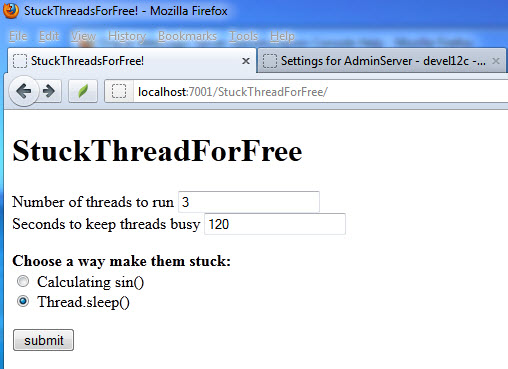 StuckThreadsForFree! - Mozilla Firefox
File Edit View History Bookmarks Tools Help
StuckThreadsForFree! × Settings for AdminServer - devel12c -... ×
localhost:7001/StuckThreadForFree/
StuckThreadForFree
Number of threads to run 3
Seconds to keep threads busy 120
Choose a way make them stuck:
Calculating sin()
Thread.sleep()
submit